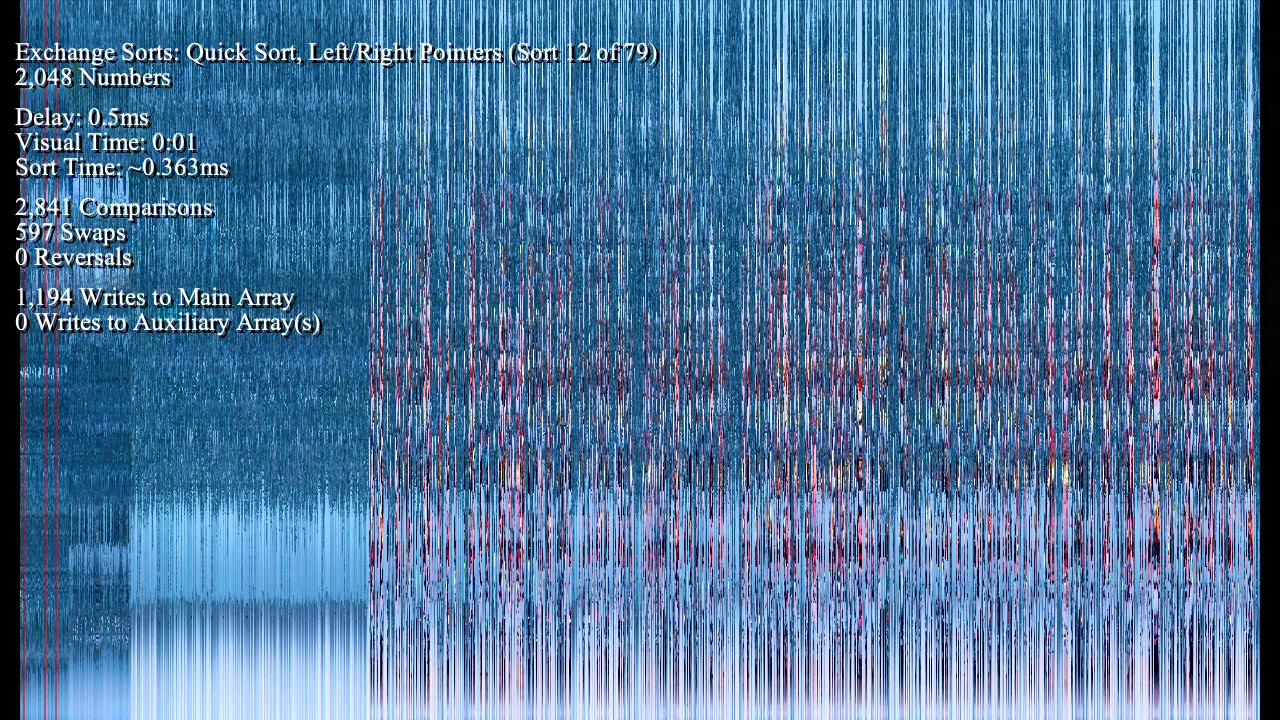 Exchange Sorts: Quick Sort, Left/Right Pointers (Sort 12 of 79)
2,048 Numbers
Delay: 0.5ms
Visual Time: 0:01
Sort Time: ~0.363ms
2,841 Comparisons
597 Swaps
0 Reversals
1,194 Writes to Main Array
0 Writes to Auxiliary Array(s)